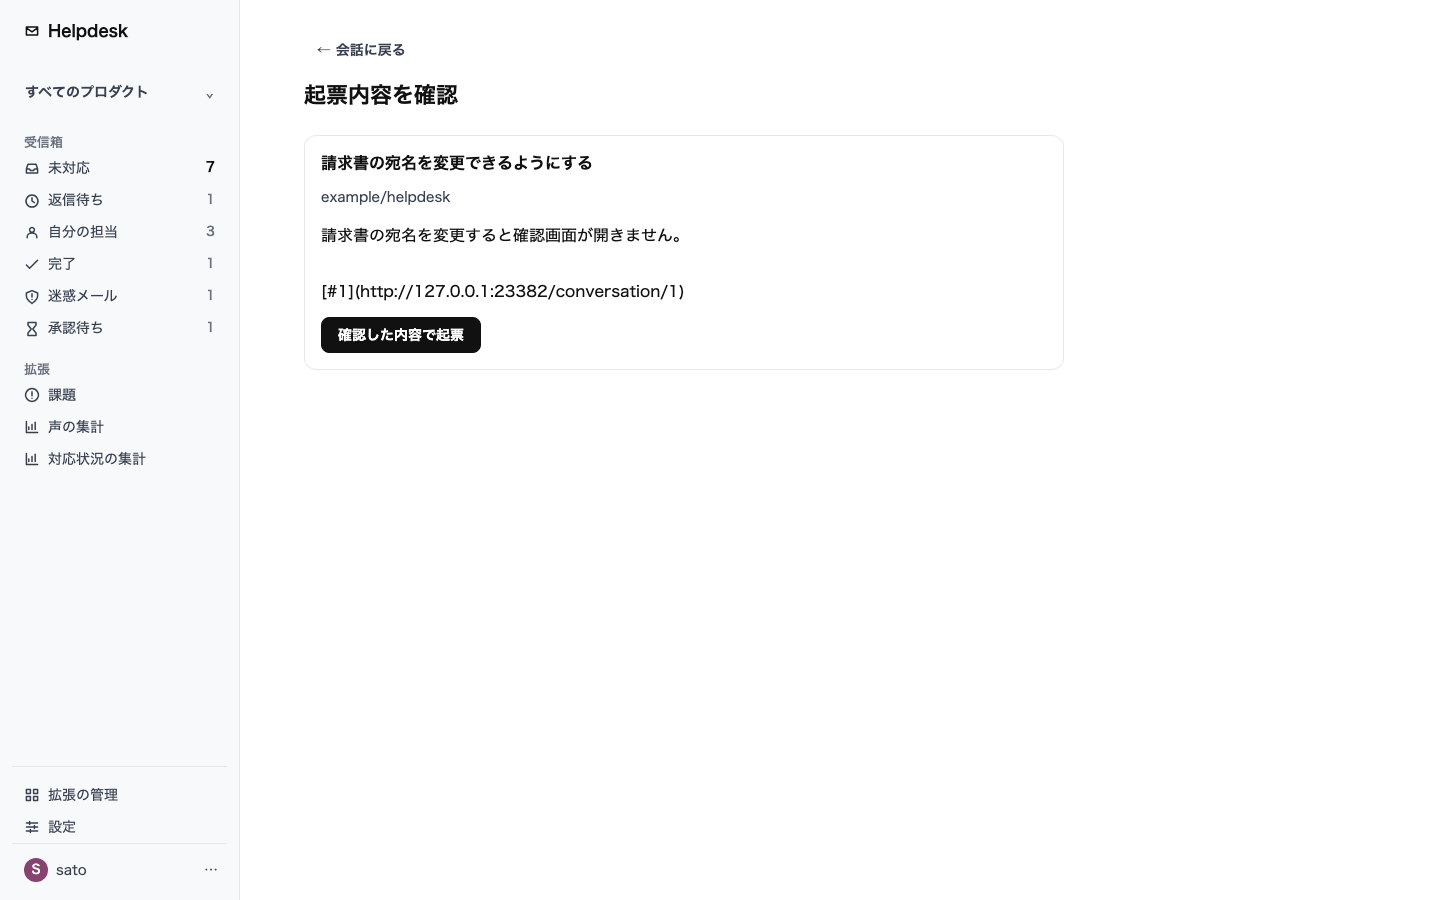 Helpdesk
すべてのプロダクト
受信箱
未対応 7
返信待ち 1
自分の担当 3
完了 1
迷惑メール 1
承認待ち 1
拡張
課題
声の集計
対応状況の集計
拡張の管理
設定
S sato ...
← 会話に戻る
起票内容を確認
請求書の宛名を変更できるようにする
example/helpdesk
請求書の宛名を変更すると確認画面が開きません。
[#1](http://127.0.0.1:23382/conversation/1)
確認した内容で起票